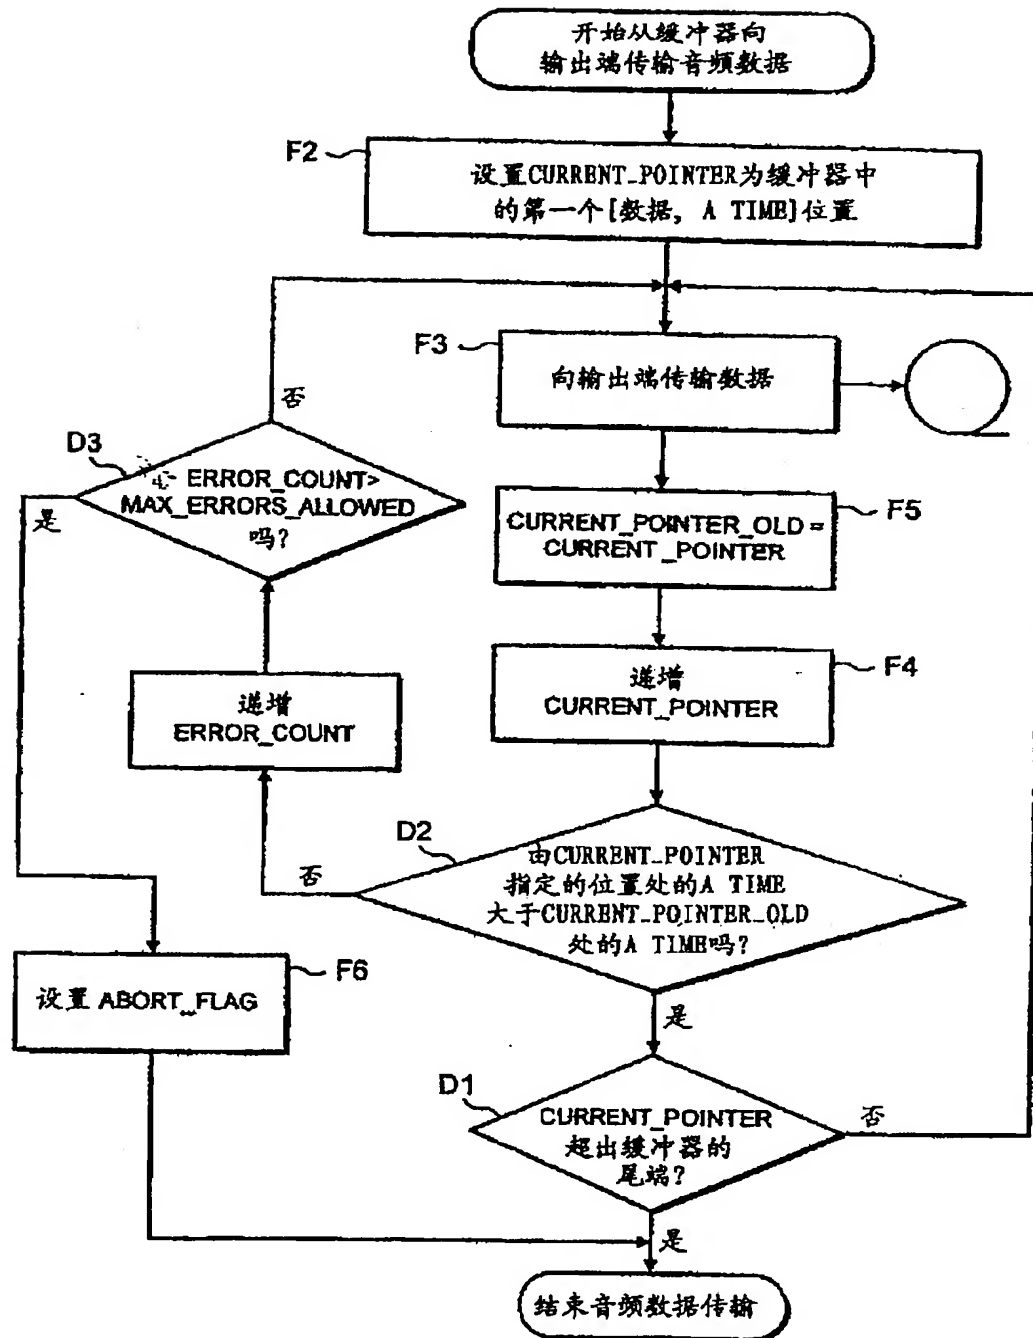 开始从缓冲器向
输出端传输音频数据
F2
设置CURRENT_POINTER为缓冲器中
的第一个[数据, A TIME]位置
F3
向输出端传输数据
否
D3
ERROR_COUNT>
MAX_ERRORS_ALLOWED
吗?
是
CURRENT_POINTER_OLD =
CURRENT_POINTER
F5
递增
CURRENT_POINTER
F4
递增
ERROR_COUNT
D2
由CURRENT_POINTER
指定的位置处的A TIME
大于CURRENT_POINTER_OLD
处的A TIME吗?
否
是
F6
设置 ABORT_FLAG
D1
CURRENT_POINTER
超出缓冲器的
尾端?
否
是
结束音频数据传输